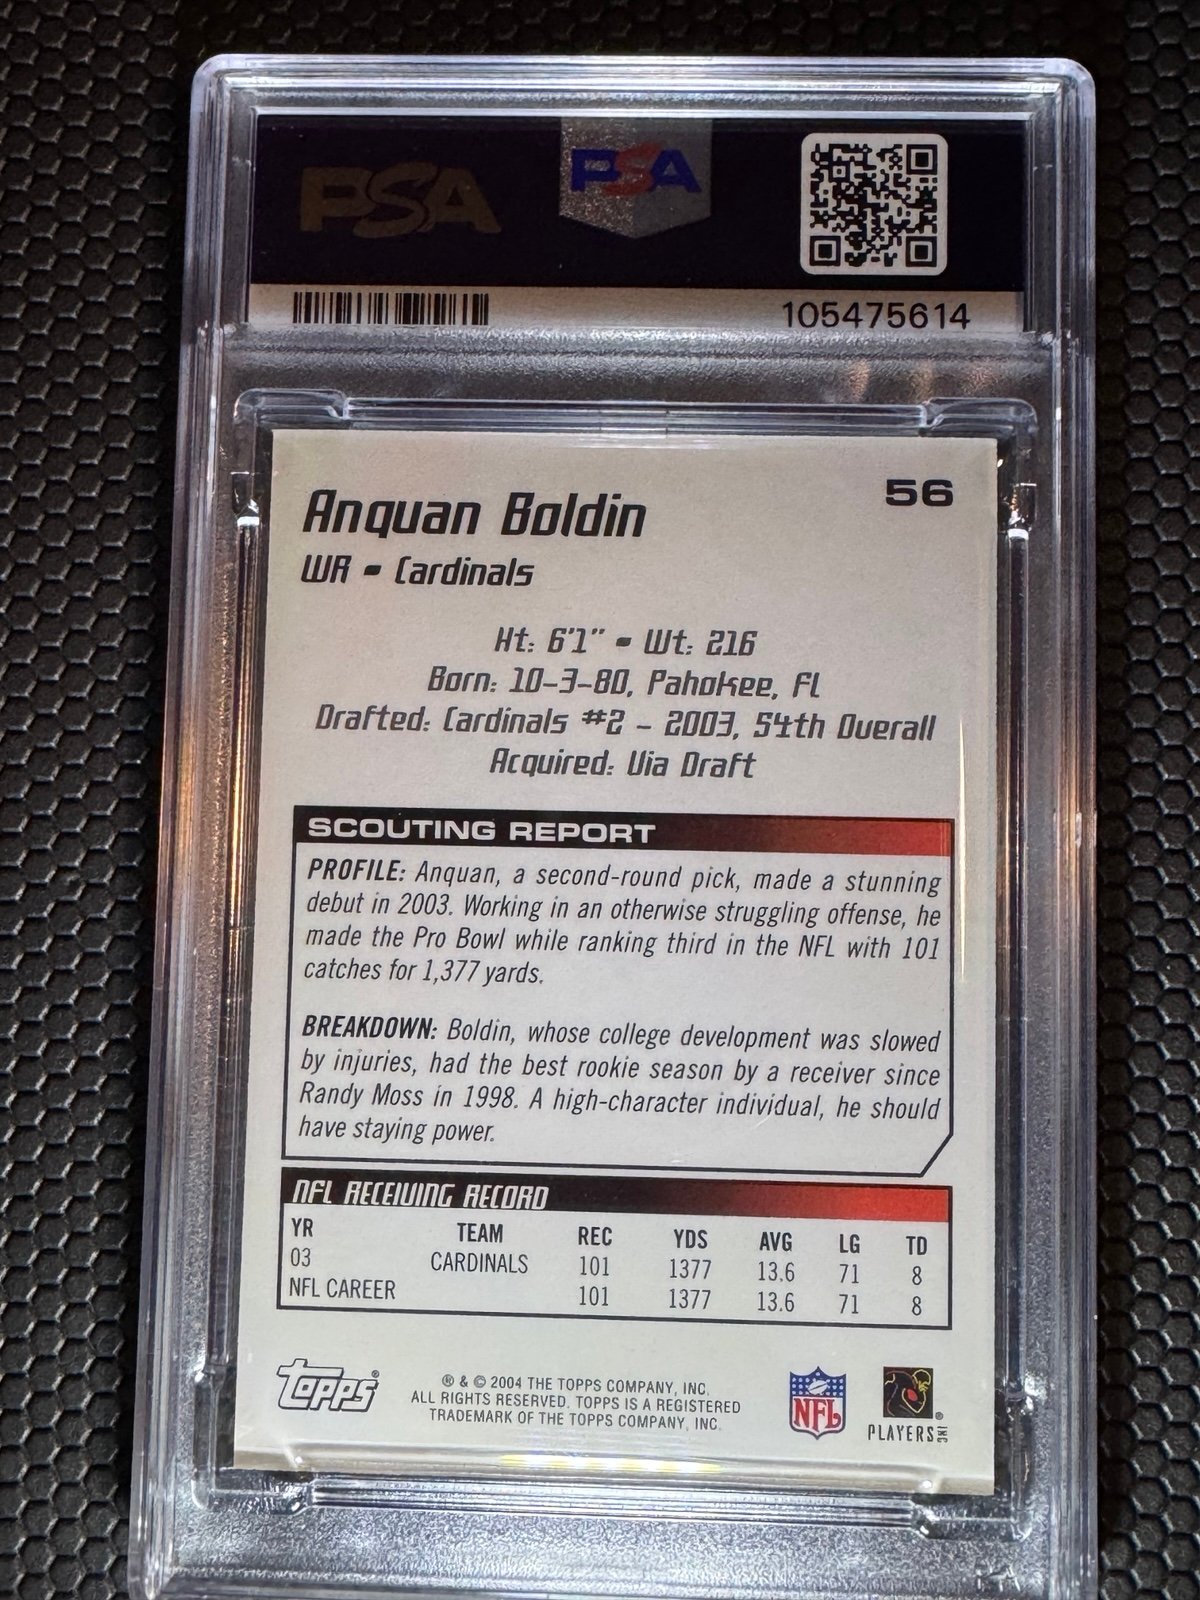 PSA
PSA
105475614
56
Anquan Boldin
WR - Cardinals
Ht: 6'1" - Wt: 216
Born: 10-3-80, Pahokee, FL
Drafted: Cardinals #2 - 2003, 54th Overall
Acquired: Via Draft
SCOUTING REPORT
PROFILE: Anquan, a second-round pick, made a stunning
debut in 2003. Working in an otherwise struggling offense, he
made the Pro Bowl while ranking third in the NFL with 101
catches for 1,377 yards.
BREAKDOWN: Boldin, whose college development was slowed
by injuries, had the best rookie season by a receiver since
Randy Moss in 1998. A high-character individual, he should
have staying power.
NFL RECEIVING RECORD
YR TEAM REC YDS AVG LG TD
03 CARDINALS 101 1377 13.6 71 8
NFL CAREER 101 1377 13.6 71 8
Topps®
® & © 2004 THE TOPPS COMPANY, INC.
ALL RIGHTS RESERVED. TOPPS IS A REGISTERED
TRADEMARK OF THE TOPPS COMPANY, INC.
NFL
PLAYERS INC ®